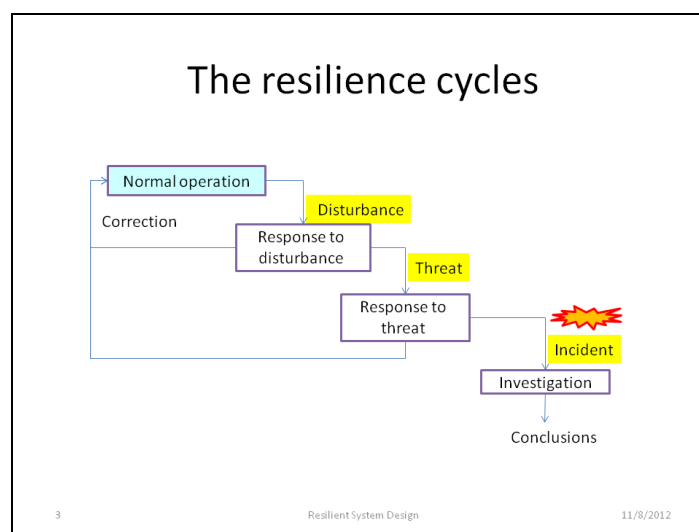 The resilience cycles
Normal operation
Correction
Disturbance
Response to
disturbance
Threat
Response to
threat
Incident
Investigation
Conclusions
3
Resilient System Design
11/8/2012